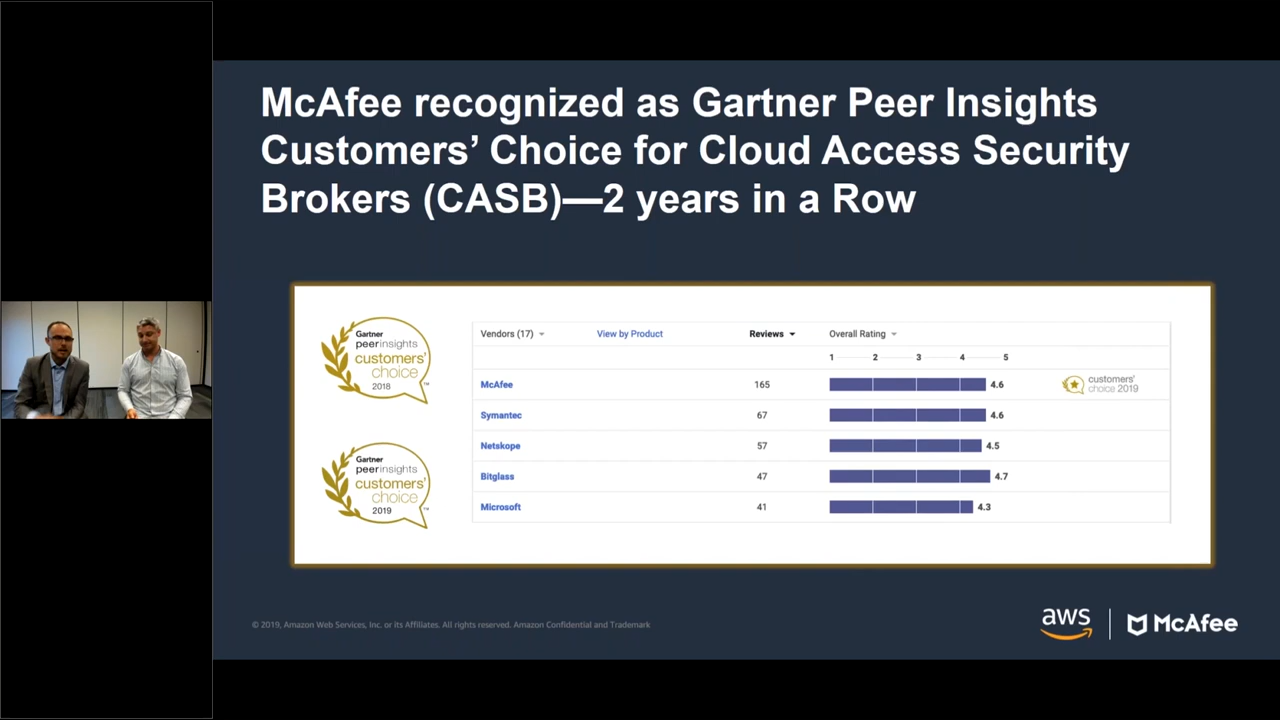 McAfee recognized as Gartner Peer Insights
Customers’ Choice for Cloud Access Security
Brokers (CASB)—2 years in a Row
Gartner
peerinsights
customers’
choice
2018
™
Gartner
peerinsights
customers’
choice
2019
™
Vendors (17) View by Product Reviews Overall Rating
1 2 3 4 5
McAfee 165 4.6 customers’
choice 2019
Symantec 67 4.6
Netskope 57 4.5
Bitglass 47 4.7
Microsoft 41 4.3
© 2019, Amazon Web Services, Inc. or its Affiliates. All rights reserved. Amazon Confidential and Trademark
aws McAfee